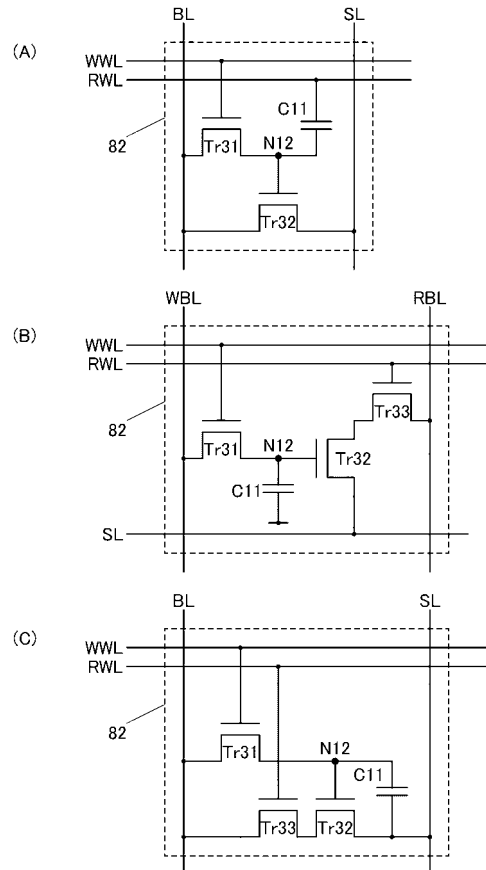 (A)
BL
SL
WWL
RWL
82
Tr31
N12
C11
Tr32
(B)
WBL
RBL
WWL
RWL
82
Tr33
Tr31
N12
Tr32
C11
SL
(C)
BL
SL
WWL
RWL
82
Tr31
N12
C11
Tr33
Tr32